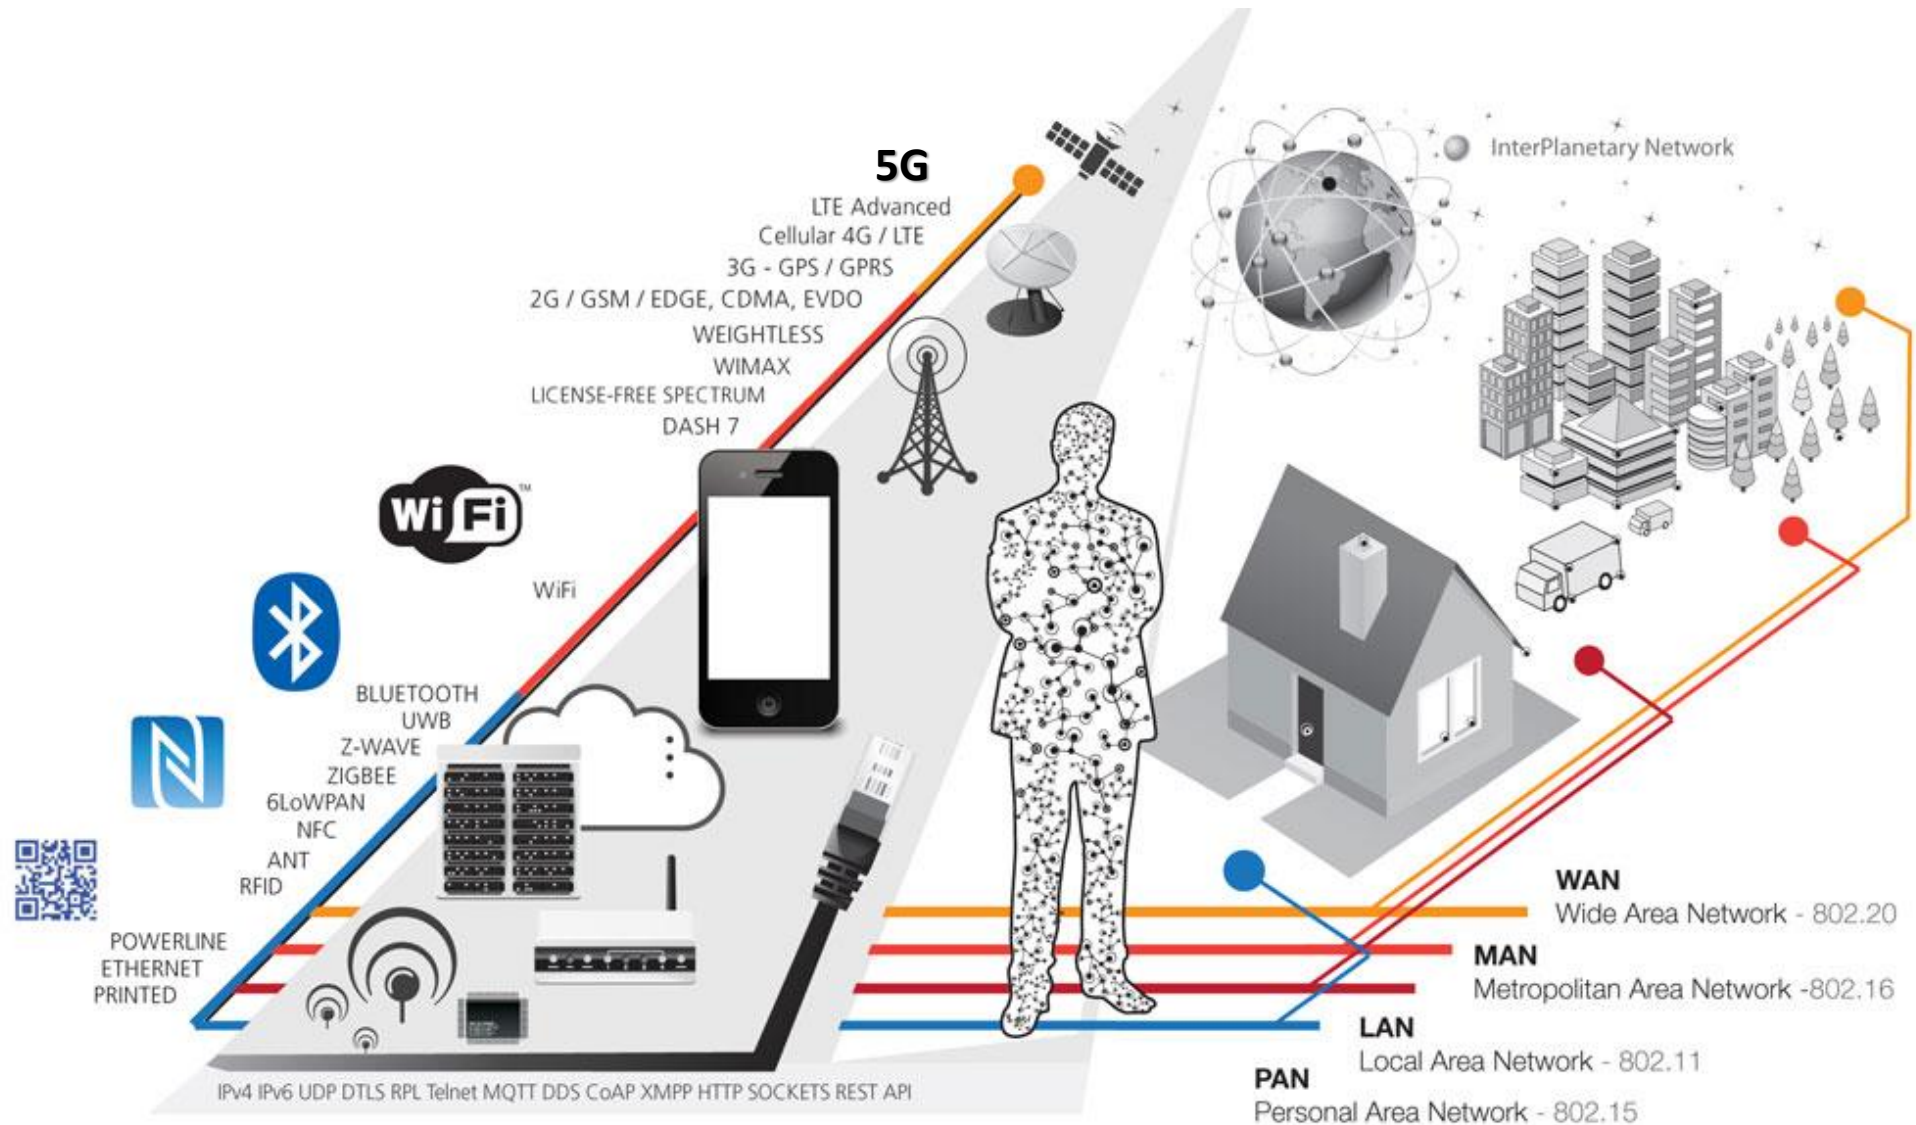 5G
InterPlanetary Network
LTE Advanced
Cellular 4G / LTE
3G - GPS / GPRS
2G / GSM / EDGE, CDMA, EVDO
WEIGHTLESS
WIMAX
LICENSE-FREE SPECTRUM
DASH 7
WiFi™
WiFi
BLUETOOTH
UWB
Z-WAVE
ZIGBEE
6LoWPAN
NFC
ANT
RFID
POWERLINE
ETHERNET
PRINTED
WAN
Wide Area Network - 802.20
MAN
Metropolitan Area Network -802.16
LAN
Local Area Network - 802.11
PAN
Personal Area Network - 802.15
IPv4 IPv6 UDP DTLS RPL Telnet MQTT DDS CoAP XMPP HTTP SOCKETS REST API